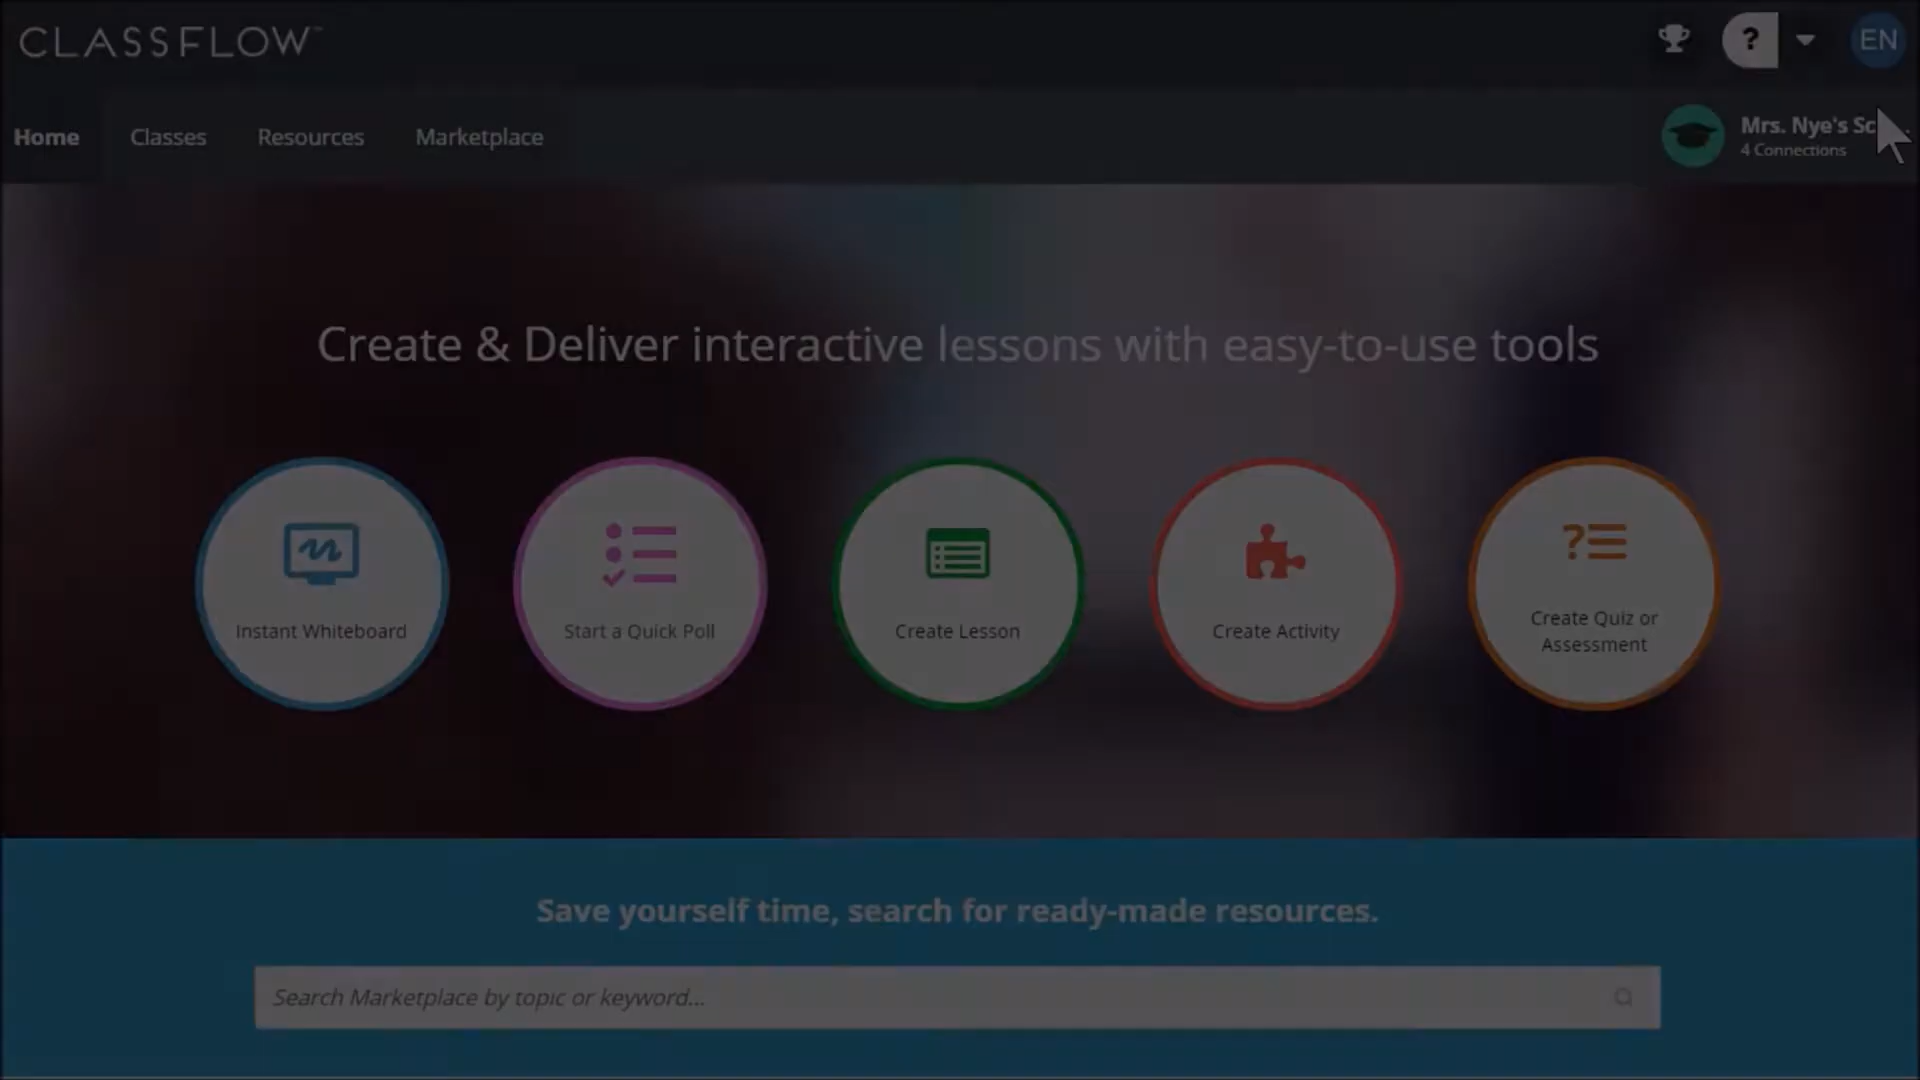 CLASSFLOW™
?
EN
Home
Classes
Resources
Marketplace
Mrs. Nye's Sc
4 Connections
Create & Deliver interactive lessons with easy-to-use tools
Instant Whiteboard
Start a Quick Poll
Create Lesson
Create Activity
Create Quiz or
Assessment
Save yourself time, search for ready-made resources.
Search Marketplace by topic or keyword...